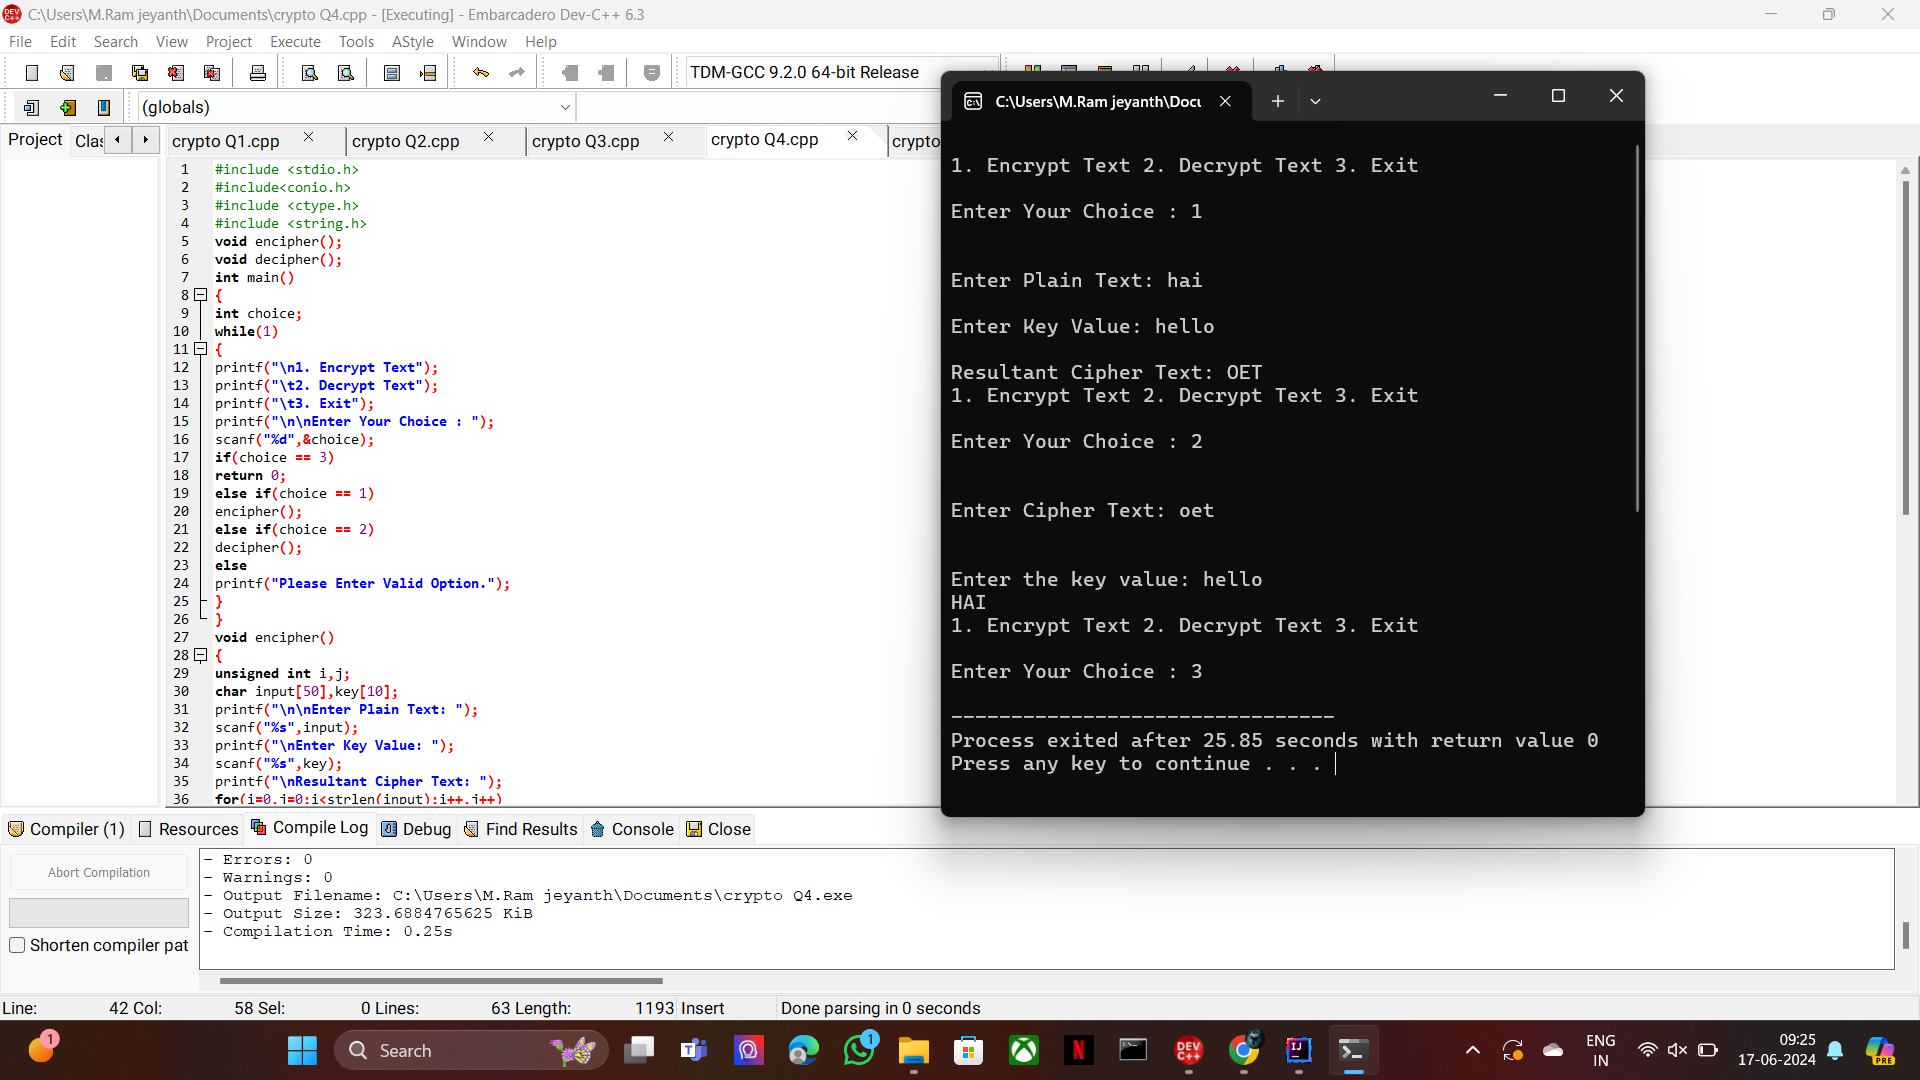 C:\Users\M.Ram jeyanth\Documents\crypto Q4.cpp - [Executing] - Embarcadero Dev-C++ 6.3
File Edit Search View Project Execute Tools AStyle Window Help
TDM-GCC 9.2.0 64-bit Release
(globals)
Project Clas
crypto Q1.cpp crypto Q2.cpp crypto Q3.cpp crypto Q4.cpp crypto
1 #include <stdio.h>
2 #include<conio.h>
3 #include <ctype.h>
4 #include <string.h>
5 void encipher();
6 void decipher();
7 int main()
8 {
9 int choice;
10 while(1)
11 {
12 printf("\n1. Encrypt Text");
13 printf("\t2. Decrypt Text");
14 printf("\t3. Exit");
15 printf("\n\nEnter Your Choice : ");
16 scanf("%d",&choice);
17 if(choice == 3)
18 return 0;
19 else if(choice == 1)
20 encipher();
21 else if(choice == 2)
22 decipher();
23 else
24 printf("Please Enter Valid Option.");
25 }
26 }
27 void encipher()
28 {
29 unsigned int i,j;
30 char input[50],key[10];
31 printf("\n\nEnter Plain Text: ");
32 scanf("%s",input);
33 printf("\nEnter Key Value: ");
34 scanf("%s",key);
35 printf("\nResultant Cipher Text: ");
36 for(i=0,j=0;i<strlen(input);i++,j++)
C:\Users\M.Ram jeyanth\Docu
1. Encrypt Text 2. Decrypt Text 3. Exit
Enter Your Choice : 1
Enter Plain Text: hai
Enter Key Value: hello
Resultant Cipher Text: OET
1. Encrypt Text 2. Decrypt Text 3. Exit
Enter Your Choice : 2
Enter Cipher Text: oet
Enter the key value: hello
HAI
1. Encrypt Text 2. Decrypt Text 3. Exit
Enter Your Choice : 3
--------------------------------
Process exited after 25.85 seconds with return value 0
Press any key to continue . . .
Compiler (1) Resources Compile Log Debug Find Results Console Close
Abort Compilation
Shorten compiler pat
- Errors: 0
- Warnings: 0
- Output Filename: C:\Users\M.Ram jeyanth\Documents\crypto Q4.exe
- Output Size: 323.6884765625 KiB
- Compilation Time: 0.25s
Line: 42 Col: 58 Sel: 0 Lines: 63 Length: 1193 Insert Done parsing in 0 seconds
1
Search
1
DEV C++
IJ
ENG
IN
09:25
17-06-2024
PRE